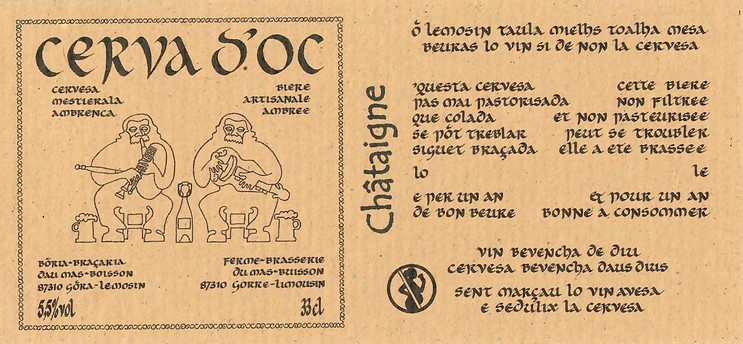 CERVA D'OC
CERVESA
MESTIERALA
AMBRENCA
BIERE
ARTISANALE
AMBREE
BÒRIA-BRAÇARIA
DAU MAS-BOISSON
87310 GÒRA-LEMOSIN
FERME-BRASSERIE
DU MAS-BUISSON
87310 GORRE-LIMOUSIN
5,5%vol
33cl
Châtaigne
Ô LEMOSIN TAULA MIELHS TOALHA MESA
BEURAS LO VIN SI DE NON LA CERVESA
'QUESTA CERVESA
PAS MAI PASTORISADA
QUE COLADA
SE PÒT TREBLAR
SIGUET BRAÇADA
LO
E PER UN AN
DE BON BEURE
CETTE BIERE
NON FILTREE
ET NON PASTEURISEE
PEUT SE TROUBLER
ELLE A ETE BRASSEE
LE
ET POUR UN AN
BONNE A CONSOMMER
VIN BEVENCHA DE DIU
CERVESA BEVENCHA DAUS DIUS
SENT MARÇAU LO VIN AVESA
E SEDULIX LA CERVESA